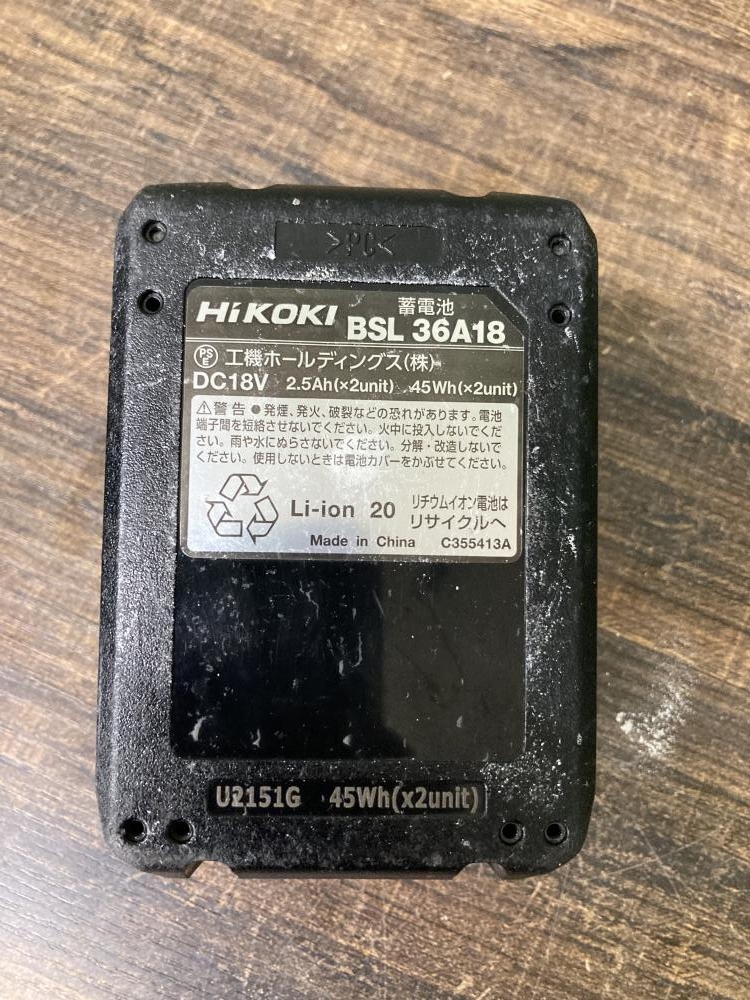 >PC<
HiKOKI
蓄電池
BSL 36A18
PSE 工機ホールディングス(株)
DC18V 2.5Ah(×2unit) 45Wh(×2unit)
⚠警告 ●発煙、発火、破裂などの恐れがあります。電池
端子間を短絡させないでください。火中に投入しないでくだ
さい。雨や水にぬらさないでください。分解・改造しないで
ください。使用しないときは電池カバーをかぶせてください。
Li-ion 20 リチウムイオン電池は
リサイクルへ
Made in China C355413A
U2151G 45Wh(x2unit)